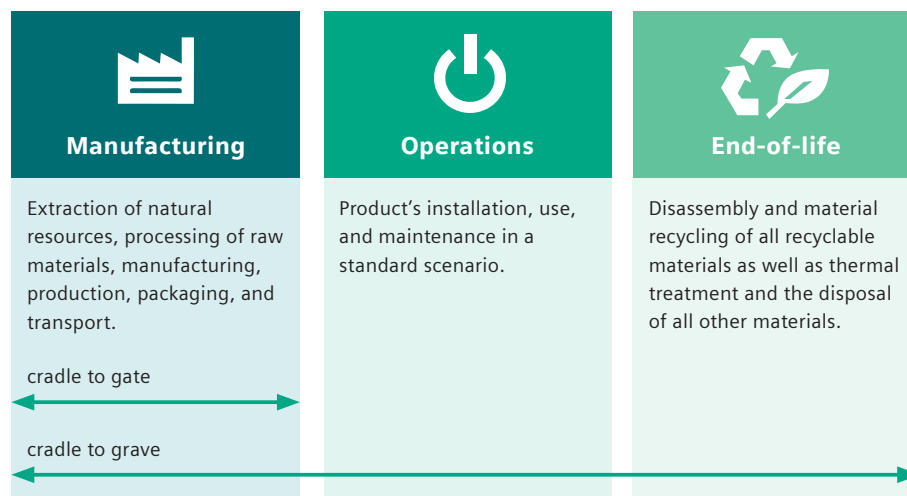 Manufacturing
Extraction of natural
resources, processing of raw
materials, manufacturing,
production, packaging, and
transport.
cradle to gate
cradle to grave
Operations
Product’s installation, use,
and maintenance in a
standard scenario.
End-of-life
Disassembly and material
recycling of all recyclable
materials as well as thermal
treatment and the disposal
of all other materials.